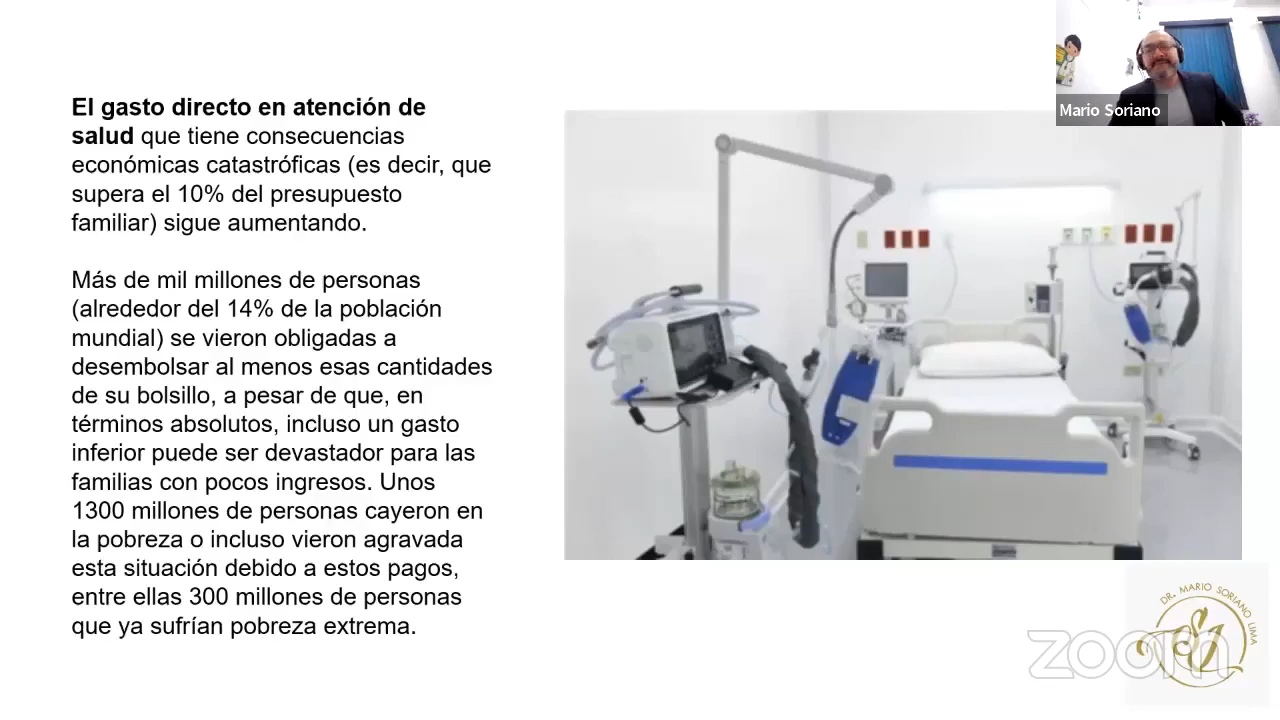 El gasto directo en atención de
salud que tiene consecuencias
económicas catastróficas (es decir, que
supera el 10% del presupuesto
familiar) sigue aumentando.
Más de mil millones de personas
(alrededor del 14% de la población
mundial) se vieron obligadas a
desembolsar al menos esas cantidades
de su bolsillo, a pesar de que, en
términos absolutos, incluso un gasto
inferior puede ser devastador para las
familias con pocos ingresos. Unos
1300 millones de personas cayeron en
la pobreza o incluso vieron agravada
esta situación debido a estos pagos,
entre ellas 300 millones de personas
que ya sufrían pobreza extrema.
Mario Soriano
DR. MARIO SORIANO LIMA
zoom